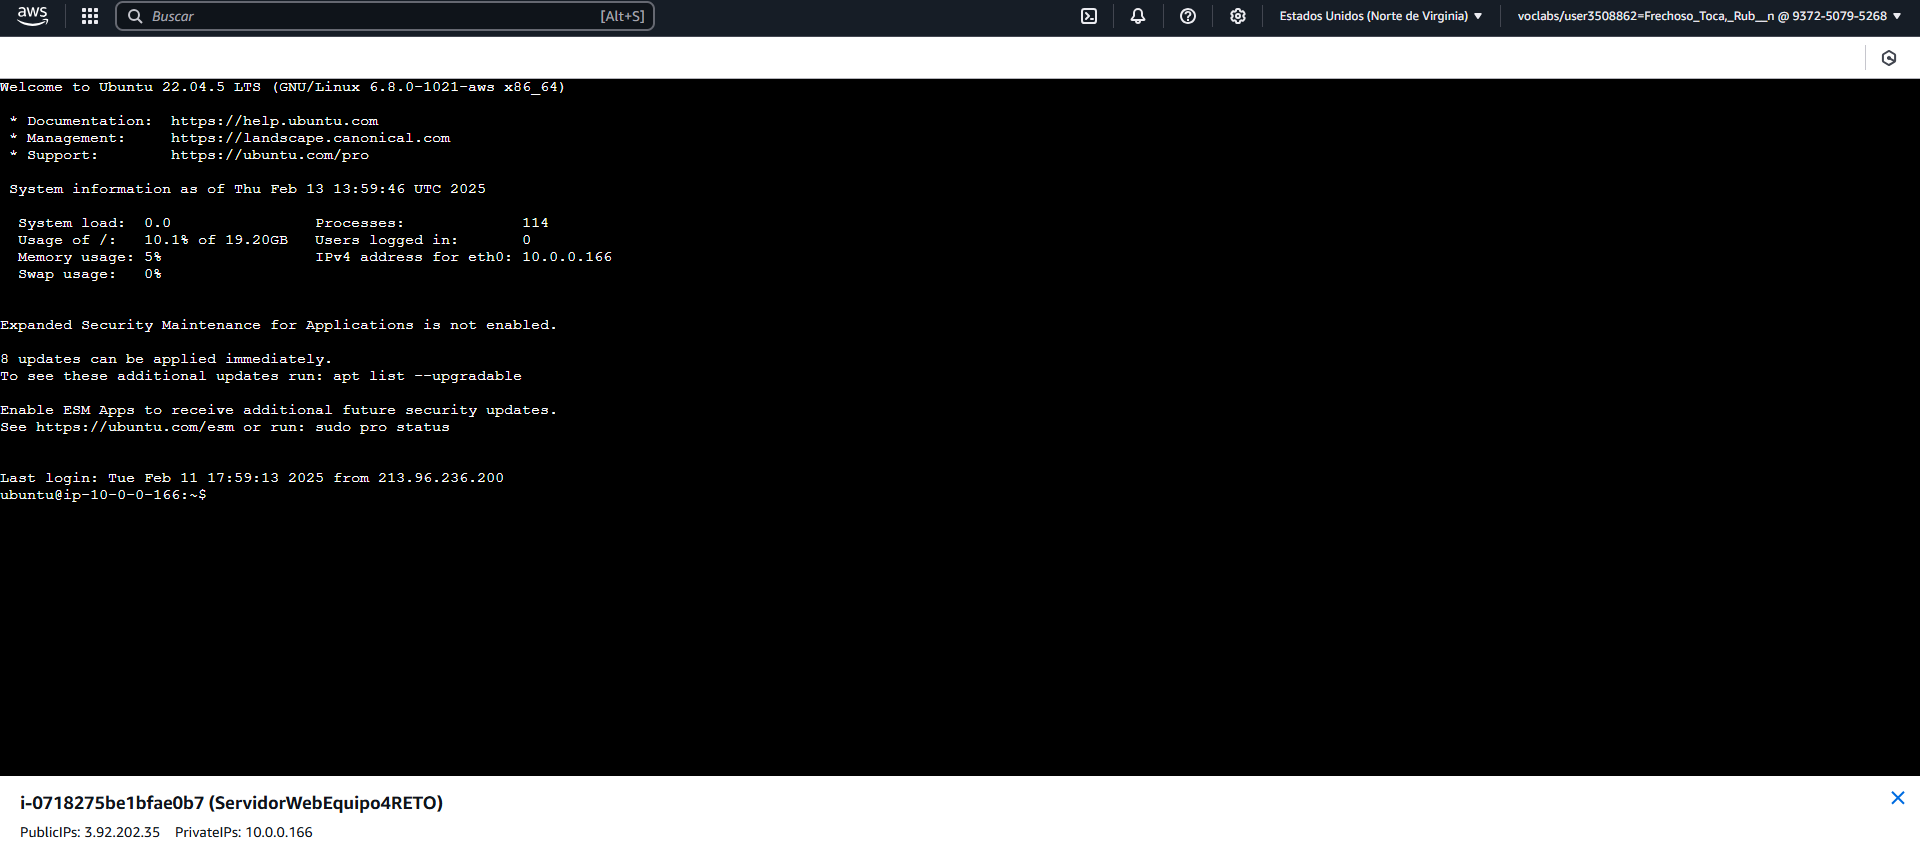 aws
Buscar [Alt+S]
Estados Unidos (Norte de Virginia)
voclabs/user3508862=Frechoso_Toca,_Rub__n @ 9372-5079-5268
Welcome to Ubuntu 22.04.5 LTS (GNU/Linux 6.8.0-1021-aws x86_64)
* Documentation:  https://help.ubuntu.com
* Management:     https://landscape.canonical.com
* Support:        https://ubuntu.com/pro
System information as of Thu Feb 13 13:59:46 UTC 2025
System load:  0.0                Processes:             114
Usage of /:   10.1% of 19.20GB   Users logged in:       0
Memory usage: 5%                 IPv4 address for eth0: 10.0.0.166
Swap usage:   0%
Expanded Security Maintenance for Applications is not enabled.
8 updates can be applied immediately.
To see these additional updates run: apt list --upgradable
Enable ESM Apps to receive additional future security updates.
See https://ubuntu.com/esm or run: sudo pro status
Last login: Tue Feb 11 17:59:13 2025 from 213.96.236.200
ubuntu@ip-10-0-0-166:~$
i-0718275be1bfae0b7 (ServidorWebEquipo4RETO)
PublicIPs: 3.92.202.35    PrivateIPs: 10.0.0.166